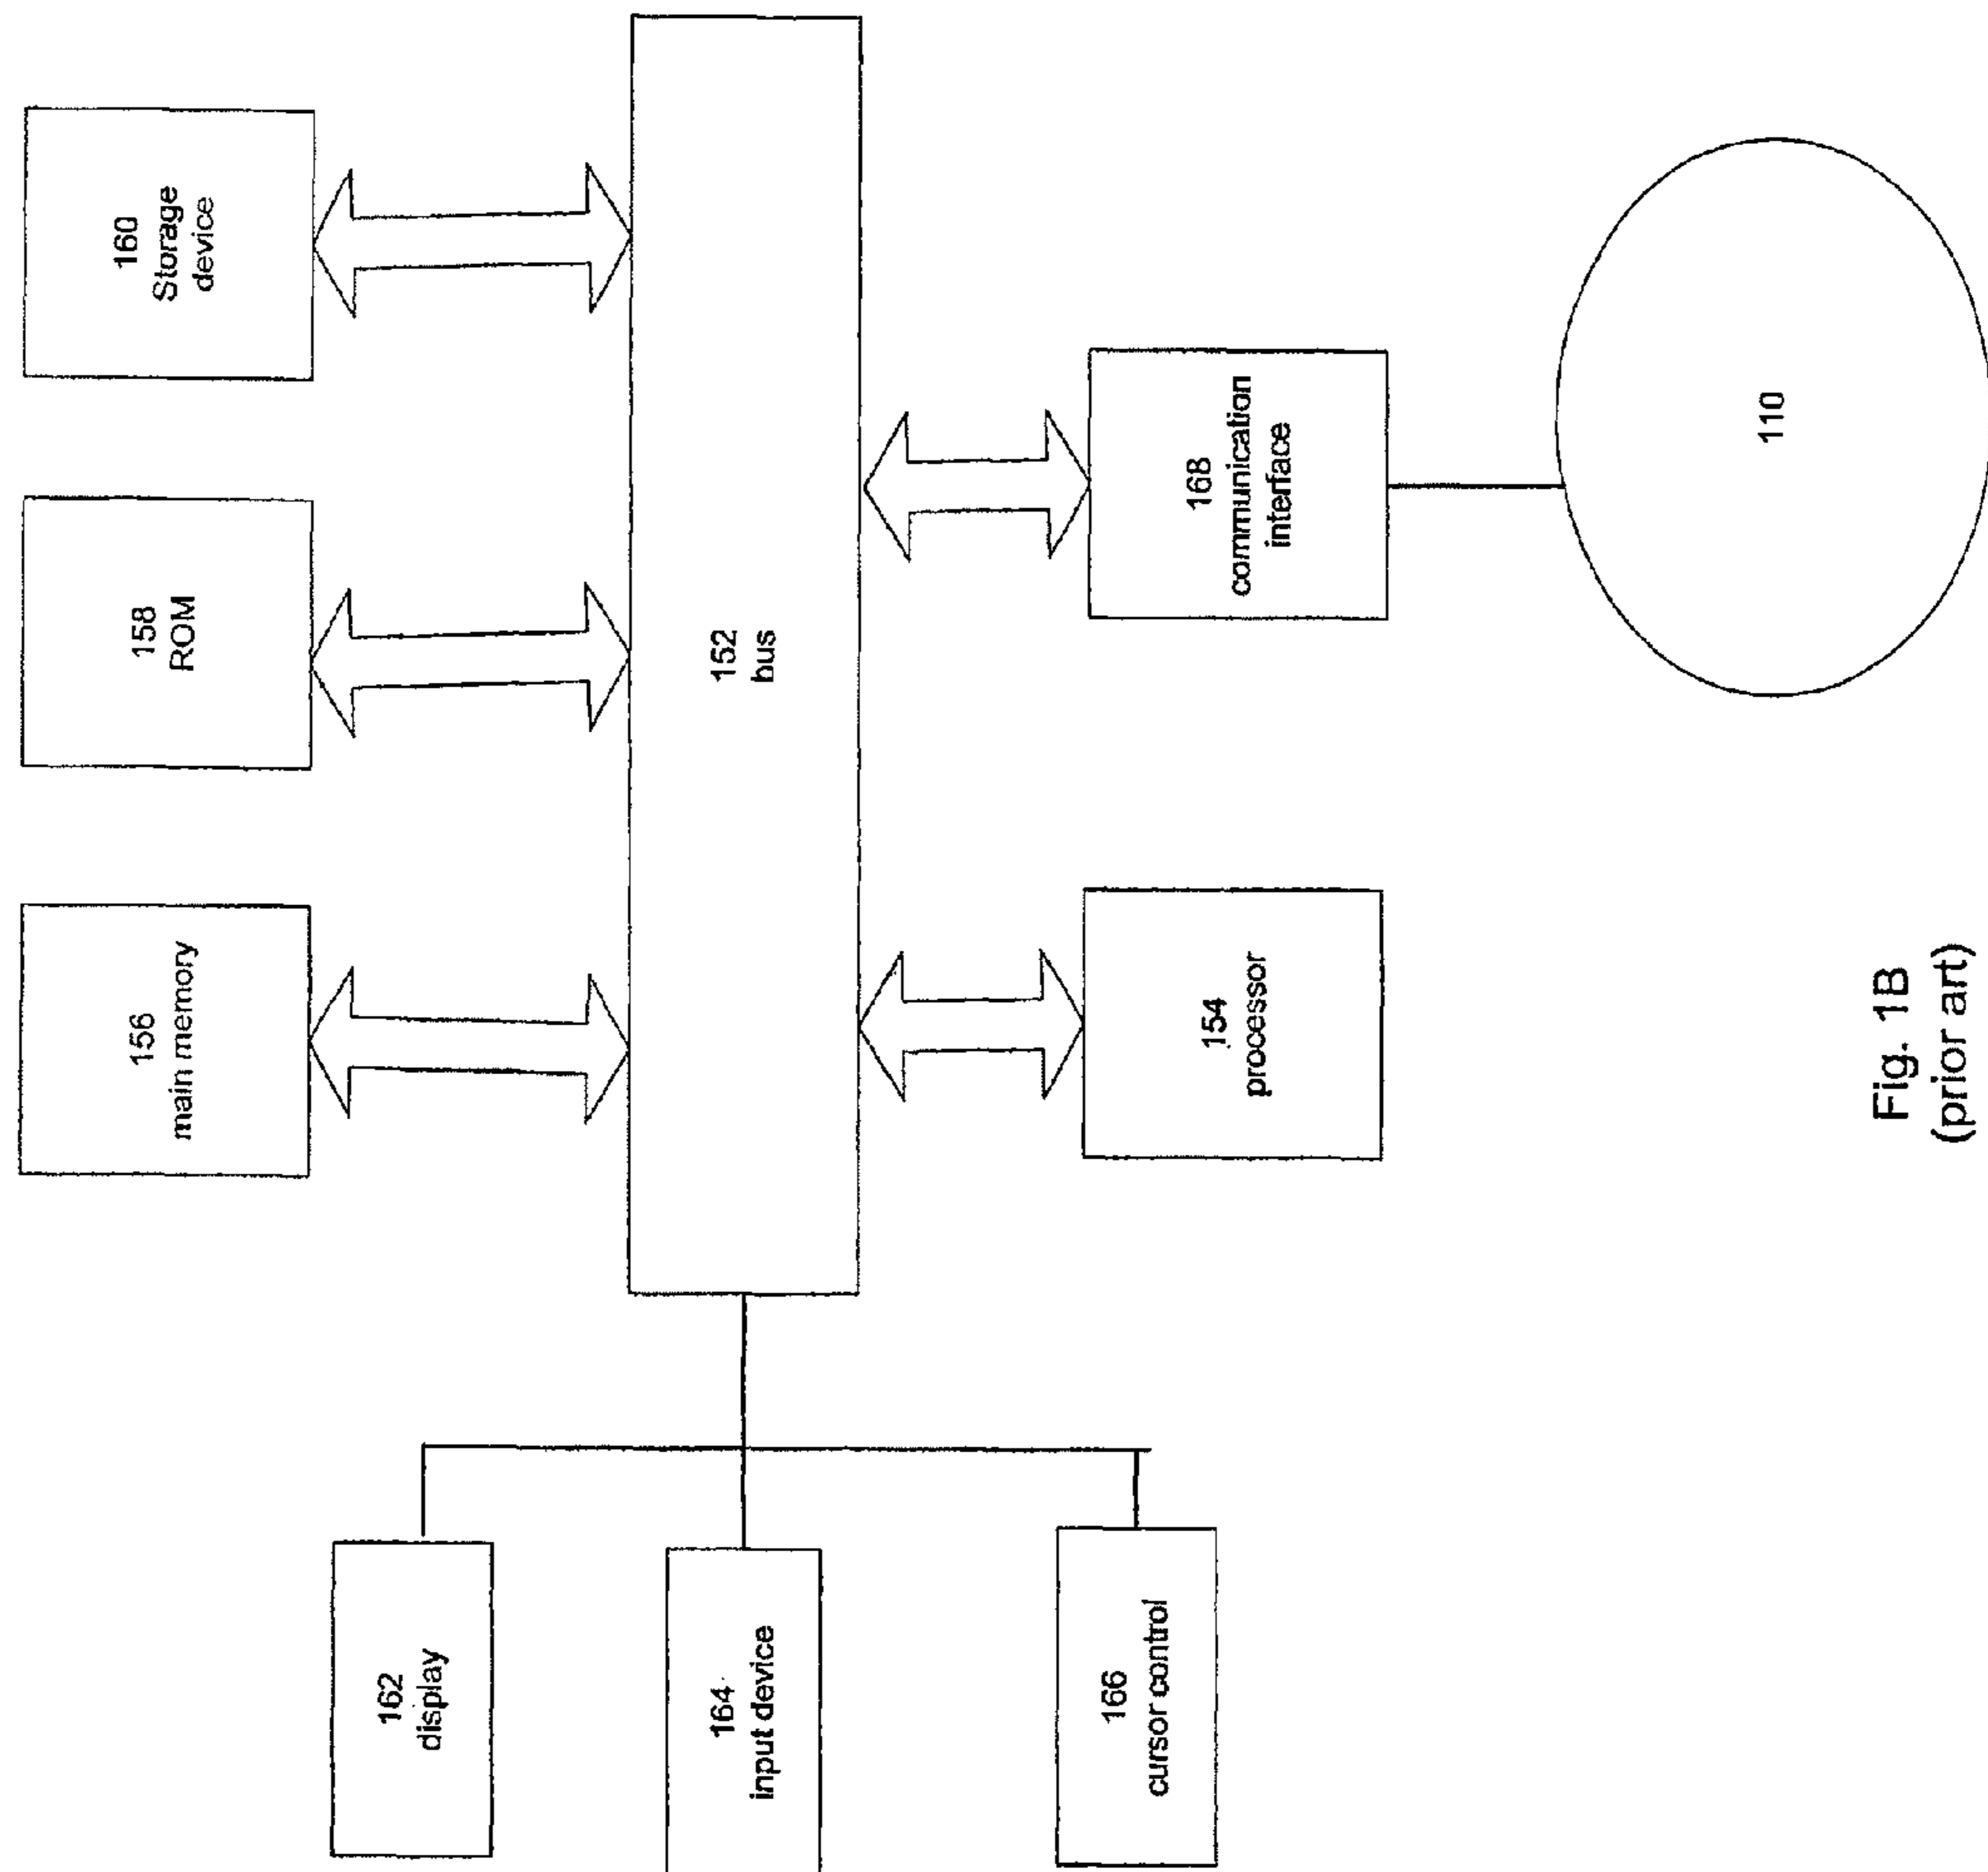 156
main memory
158
ROM
160
Storage
device
162
display
164
input device
152
bus
166
cursor control
154
processor
168
communication
interface
110
Fig. 1B
(prior art)